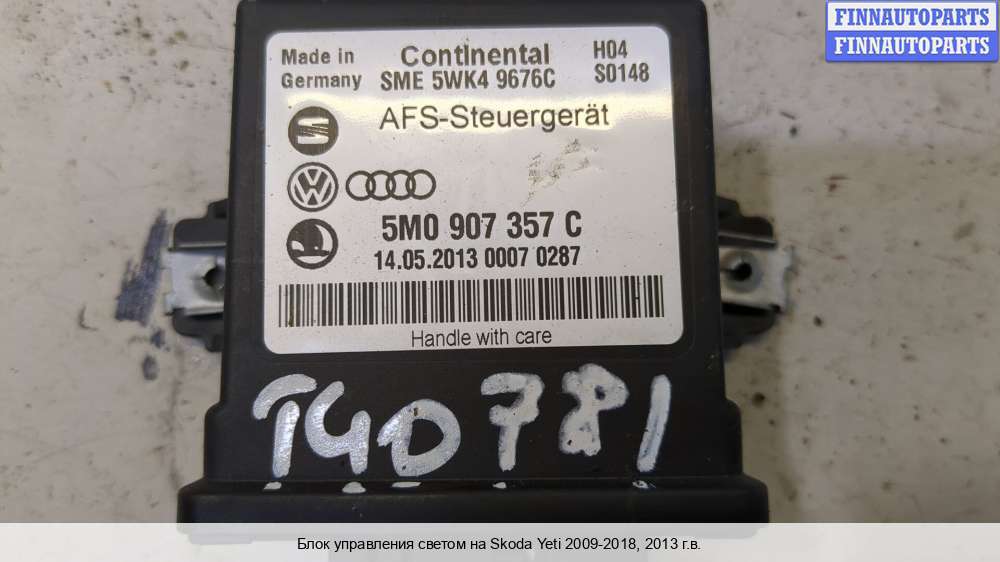 FINNAUTOPARTS
FINNAUTOPARTS
Made in Germany
Continental
SME 5WK4 9676C
H04
S0148
AFS-Steuergerät
5M0 907 357 C
14.05.2013 0007 0287
Handle with care
T40781
Блок управления светом на Skoda Yeti 2009-2018, 2013 г.в.